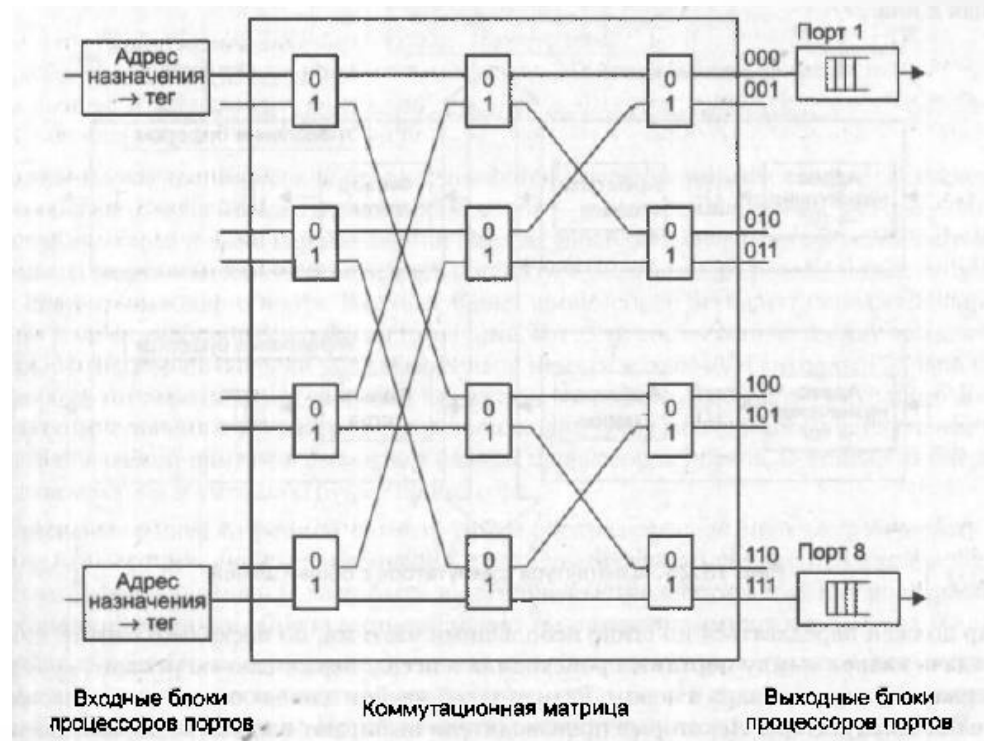 Порт 1
Адрес
назначения
→ тег
0
1
0
1
0
1
000
001
0
1
0
1
0
1
010
011
0
1
0
1
0
1
100
101
0
1
0
1
0
1
110
111
Порт 8
Адрес
назначения
→ тег
Входные блоки
процессоров портов
Коммутационная матрица
Выходные блоки
процессоров портов